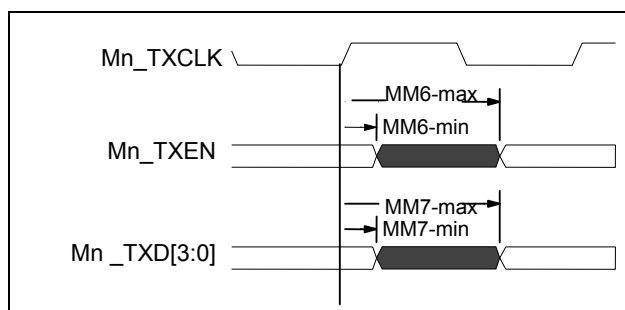 Mn_TXCLK
MM6-max
MM6-min
Mn_TXEN
MM7-max
MM7-min
Mn _TXD[3:0]